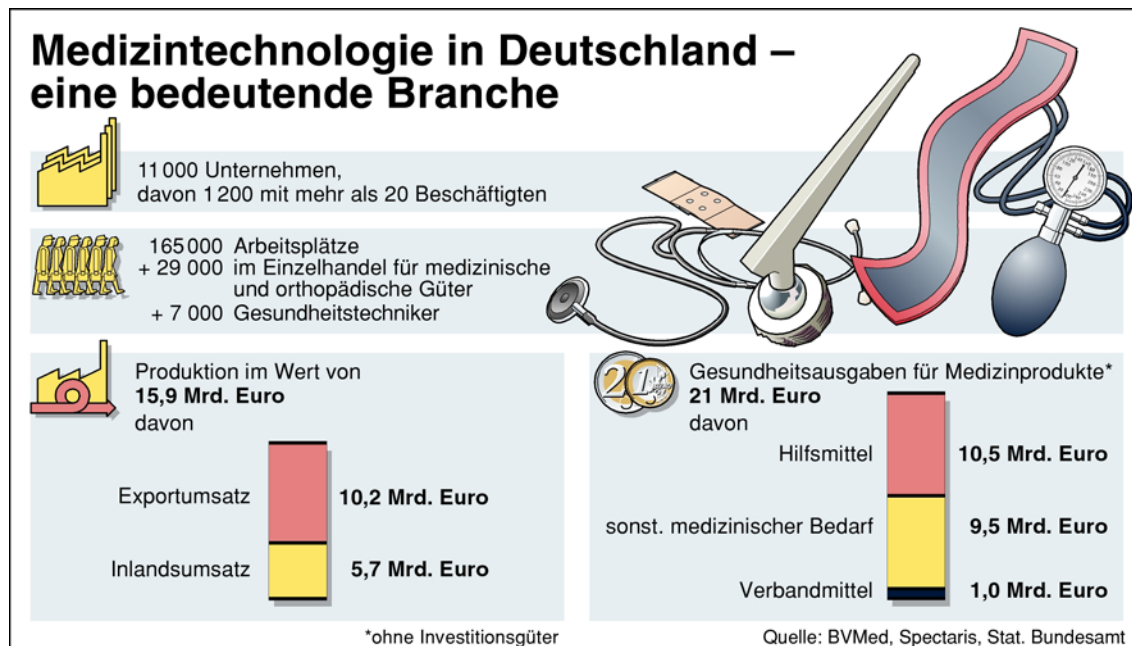 Medizintechnologie in Deutschland –
eine bedeutende Branche
11 000 Unternehmen,
davon 1 200 mit mehr als 20 Beschäftigten
165 000 Arbeitsplätze
+ 29 000 im Einzelhandel für medizinische
und orthopädische Güter
+ 7 000 Gesundheitstechniker
Produktion im Wert von
15,9 Mrd. Euro
davon
Exportumsatz 10,2 Mrd. Euro
Inlandsumsatz 5,7 Mrd. Euro
2 1
Gesundheitsausgaben für Medizinprodukte*
21 Mrd. Euro
davon
Hilfsmittel 10,5 Mrd. Euro
sonst. medizinischer Bedarf 9,5 Mrd. Euro
Verbandmittel 1,0 Mrd. Euro
*ohne Investitionsgüter
Quelle: BVMed, Spectaris, Stat. Bundesamt